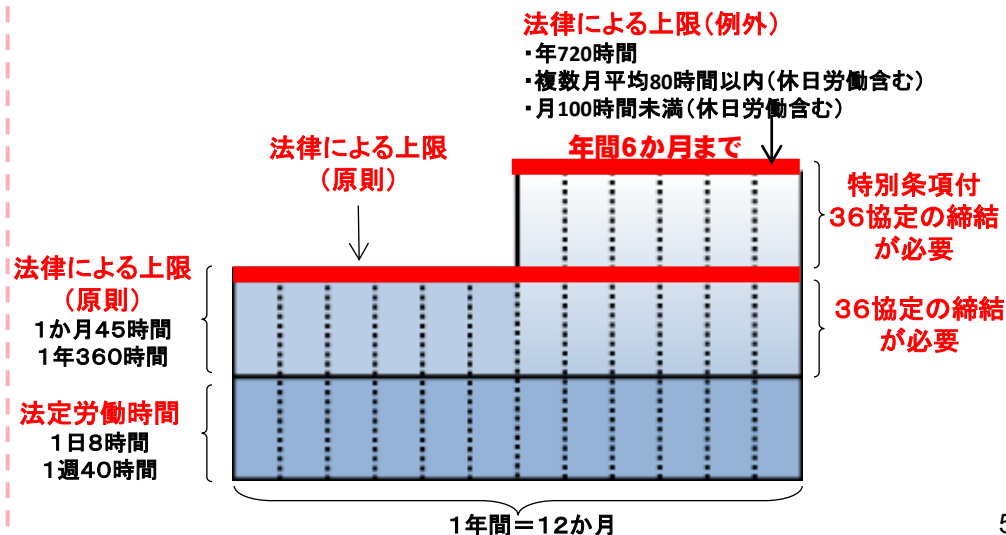 法律による上限(例外)
・年720時間
・複数月平均80時間以内(休日労働含む)
・月100時間未満(休日労働含む)
年間6か月まで
法律による上限
(原則)
特別条項付
36協定の締結
が必要
法律による上限
(原則)
1か月45時間
1年360時間
36協定の締結
が必要
法定労働時間
1日8時間
1週40時間
1年間=12か月
5